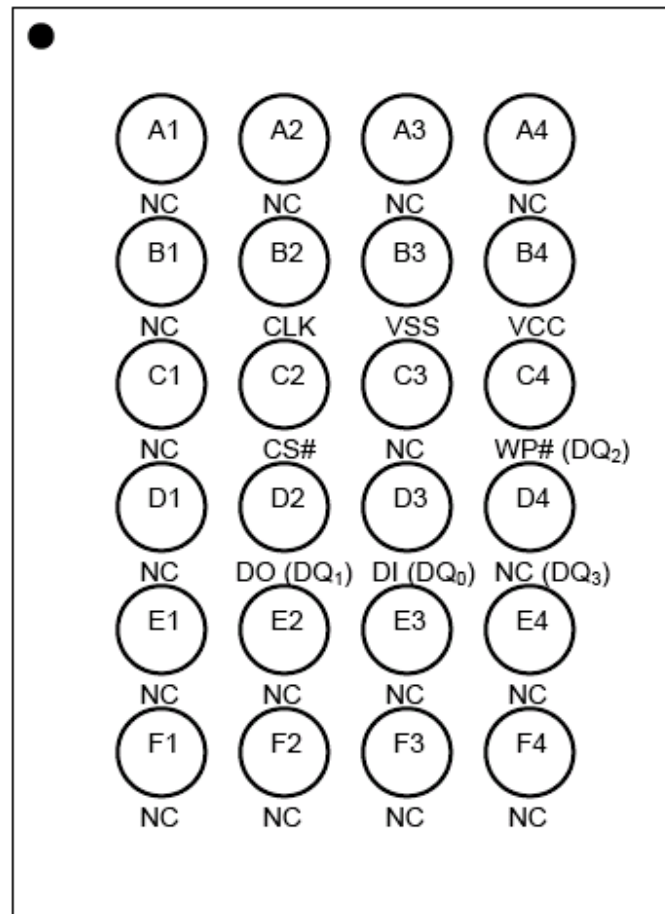 A1 A2 A3 A4
NC NC NC NC
B1 B2 B3 B4
NC CLK VSS VCC
C1 C2 C3 C4
NC CS# NC WP# (DQ₂)
D1 D2 D3 D4
NC DO (DQ₁) DI (DQ₀) NC (DQ₃)
E1 E2 E3 E4
NC NC NC NC
F1 F2 F3 F4
NC NC NC NC